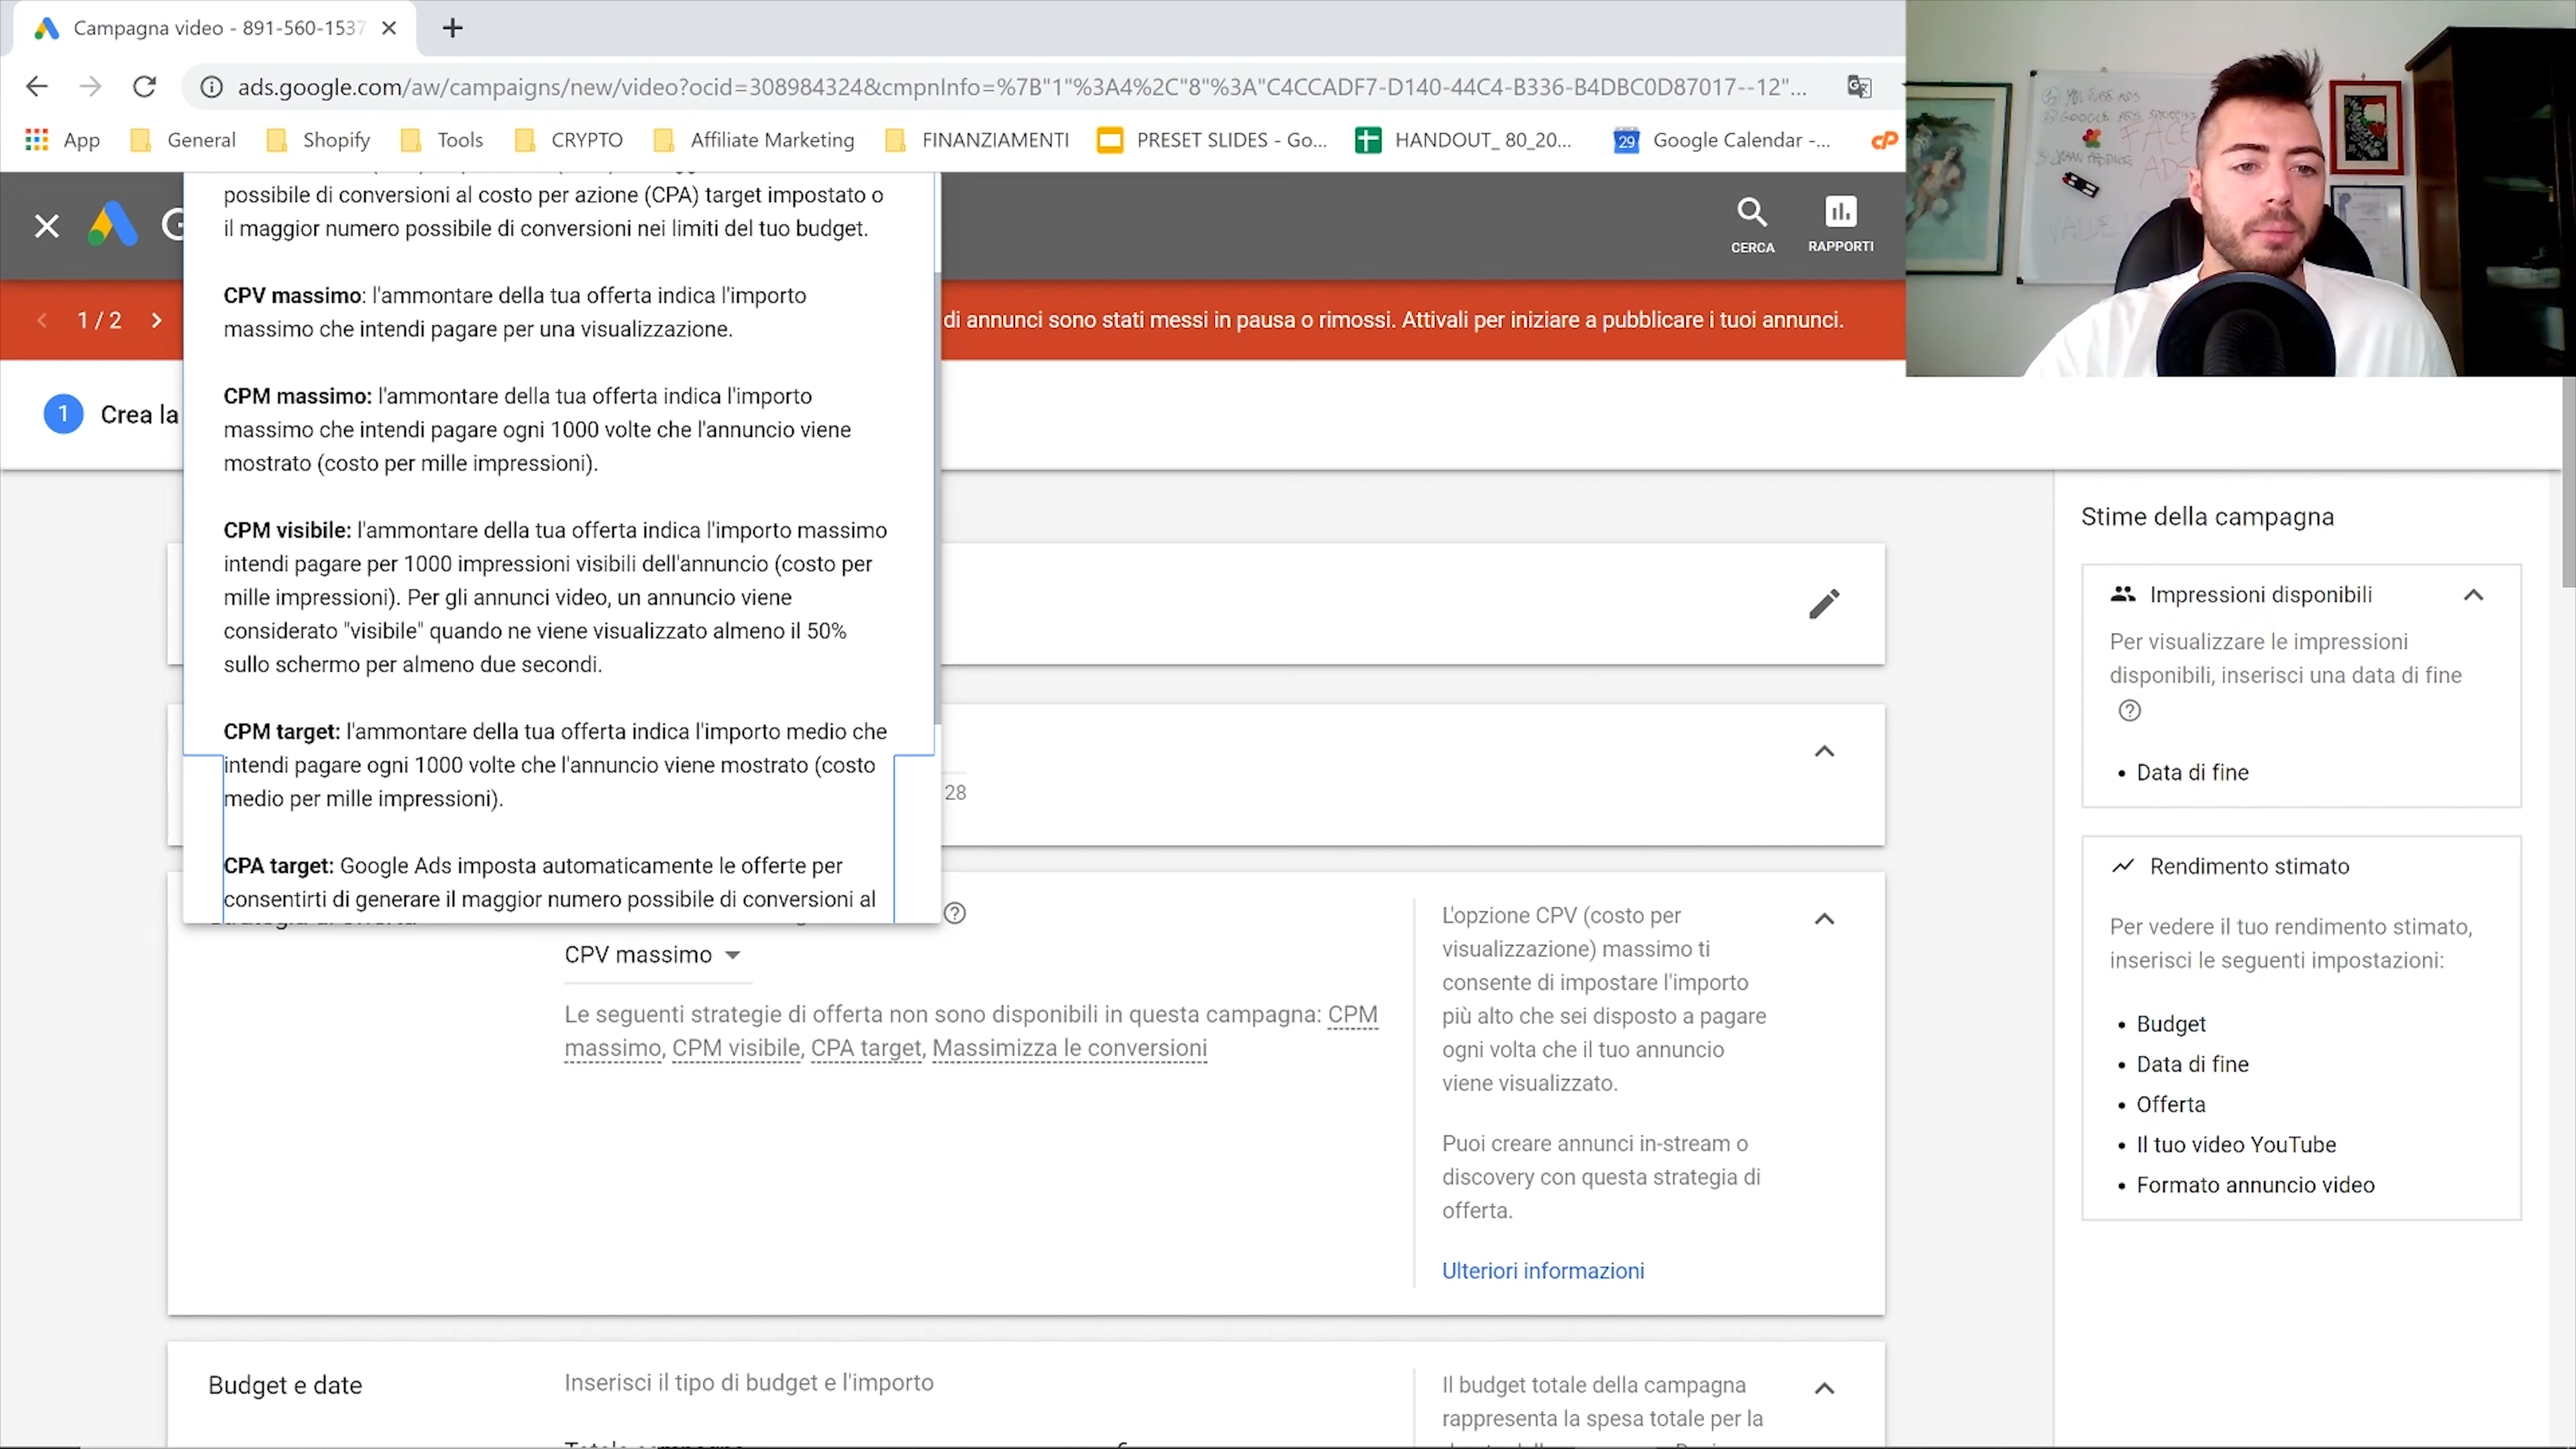 Campagna video - 891-560-1537
ads.google.com/aw/campaigns/new/video?ocid=308984324&cmpnInfo=%7B"1"%3A4%2C"8"%3A"C4CCADF7-D140-44C4-B336-B4DBC0D87017--12"...
App General Shopify Tools CRYPTO Affiliate Marketing FINANZIAMENTI PRESET SLIDES - Go... HANDOUT_ 80_20... 29 Google Calendar -...
possibile di conversioni al costo per azione (CPA) target impostato o
il maggior numero possibile di conversioni nei limiti del tuo budget.
CPV massimo: l'ammontare della tua offerta indica l'importo
massimo che intendi pagare per una visualizzazione.
CPM massimo: l'ammontare della tua offerta indica l'importo
massimo che intendi pagare ogni 1000 volte che l'annuncio viene
mostrato (costo per mille impressioni).
CPM visibile: l'ammontare della tua offerta indica l'importo massimo
intendi pagare per 1000 impressioni visibili dell'annuncio (costo per
mille impressioni). Per gli annunci video, un annuncio viene
considerato "visibile" quando ne viene visualizzato almeno il 50%
sullo schermo per almeno due secondi.
CPM target: l'ammontare della tua offerta indica l'importo medio che
intendi pagare ogni 1000 volte che l'annuncio viene mostrato (costo
medio per mille impressioni).
CPA target: Google Ads imposta automaticamente le offerte per
consentirti di generare il maggior numero possibile di conversioni al
G
CERCA
RAPPORTI
1 / 2
di annunci sono stati messi in pausa o rimossi. Attivali per iniziare a pubblicare i tuoi annunci.
1 Crea la
28
CPV massimo
Le seguenti strategie di offerta non sono disponibili in questa campagna: CPM
massimo, CPM visibile, CPA target, Massimizza le conversioni
L'opzione CPV (costo per
visualizzazione) massimo ti
consente di impostare l'importo
più alto che sei disposto a pagare
ogni volta che il tuo annuncio
viene visualizzato.
Puoi creare annunci in-stream o
discovery con questa strategia di
offerta.
Ulteriori informazioni
Budget e date
Inserisci il tipo di budget e l'importo
Il budget totale della campagna
rappresenta la spesa totale per la
Stime della campagna
Impressioni disponibili
Per visualizzare le impressioni
disponibili, inserisci una data di fine
• Data di fine
Rendimento stimato
Per vedere il tuo rendimento stimato,
inserisci le seguenti impostazioni:
• Budget
• Data di fine
• Offerta
• Il tuo video YouTube
• Formato annuncio video